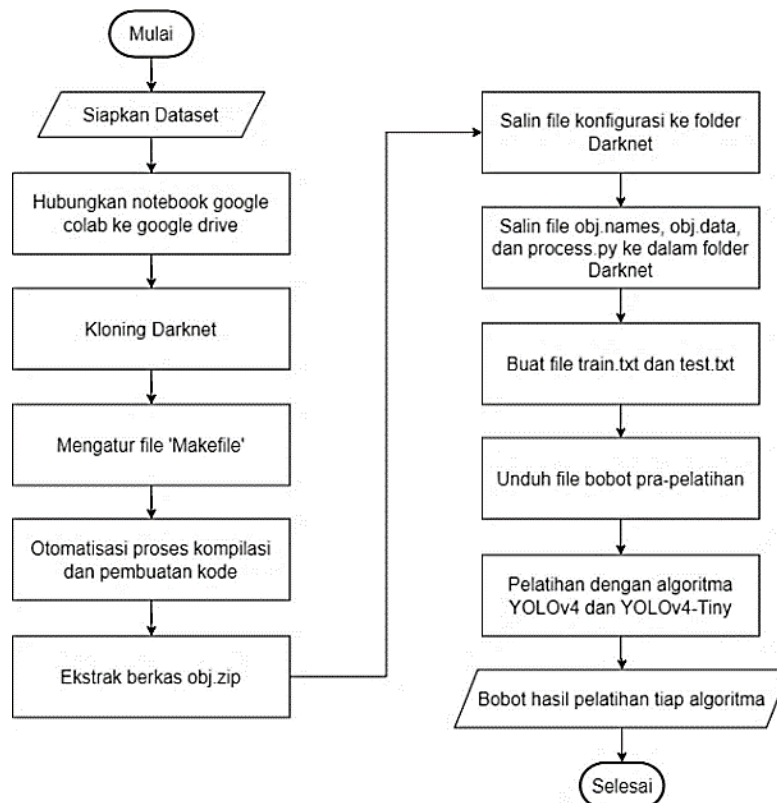 Mulai
Siapkan Dataset
Hubungkan notebook google
colab ke google drive
Kloning Darknet
Mengatur file 'Makefile'
Otomatisasi proses kompilasi
dan pembuatan kode
Ekstrak berkas obj.zip
Salin file konfigurasi ke folder
Darknet
Salin file obj.names, obj.data,
dan process.py ke dalam folder
Darknet
Buat file train.txt dan test.txt
Unduh file bobot pra-pelatihan
Pelatihan dengan algoritma
YOLOv4 dan YOLOv4-Tiny
Bobot hasil pelatihan tiap algoritma
Selesai